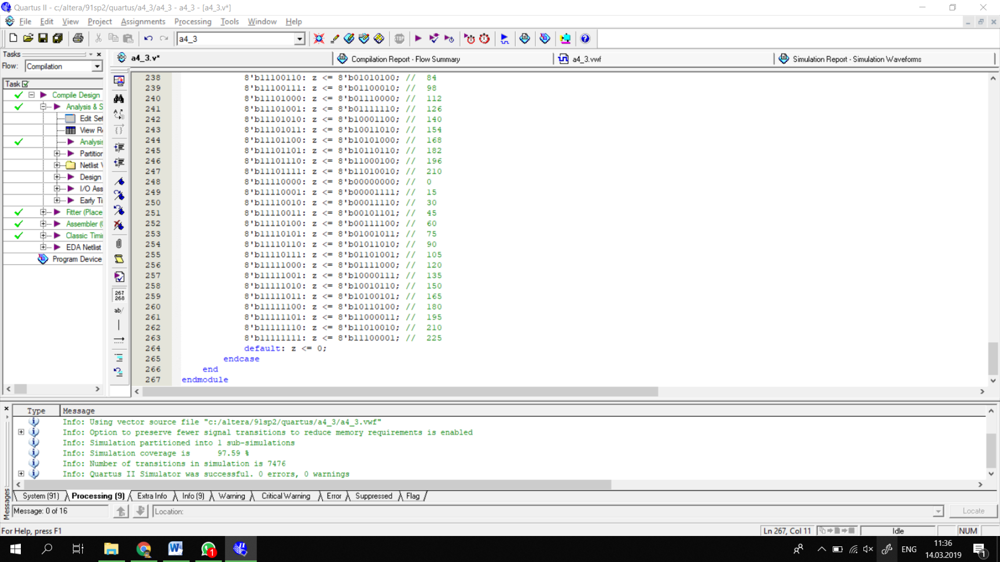 Quartus II - c:/altera/91sp2/quartus/a4_3/a4_3 - a4_3 - [a4_3.v*]
File Edit View Project Assignments Processing Tools Window Help
a4_3
Tasks
Flow: Compilation
Task
Compile Design
Analysis & S
Edit Set
View Re
Analysis
Partition
Netlist V
Design
I/O Ass
Early Ti
Fitter (Place
Assembler (
Classic Timi
EDA Netlist
Program Device
a4_3.v* Compilation Report - Flow Summary a4_3.vwf Simulation Report - Simulation Waveforms
238 8'b11100110: z <= 8'b01010100; // 84
239 8'b11100111: z <= 8'b01100010; // 98
240 8'b11101000: z <= 8'b01110000; // 112
241 8'b11101001: z <= 8'b01111110; // 126
242 8'b11101010: z <= 8'b10001100; // 140
243 8'b11101011: z <= 8'b10011010; // 154
244 8'b11101100: z <= 8'b10101000; // 168
245 8'b11101101: z <= 8'b10110110; // 182
246 8'b11101110: z <= 8'b11000100; // 196
247 8'b11101111: z <= 8'b11010010; // 210
248 8'b11110000: z <= 8'b00000000; // 0
249 8'b11110001: z <= 8'b00001111; // 15
250 8'b11110010: z <= 8'b00011110; // 30
251 8'b11110011: z <= 8'b00101101; // 45
252 8'b11110100: z <= 8'b00111100; // 60
253 8'b11110101: z <= 8'b01001011; // 75
254 8'b11110110: z <= 8'b01011010; // 90
255 8'b11110111: z <= 8'b01101001; // 105
256 8'b11111000: z <= 8'b01111000; // 120
257 8'b11111001: z <= 8'b10000111; // 135
258 8'b11111010: z <= 8'b10010110; // 150
259 8'b11111011: z <= 8'b10100101; // 165
260 8'b11111100: z <= 8'b10110100; // 180
261 8'b11111101: z <= 8'b11000011; // 195
262 8'b11111110: z <= 8'b11010010; // 210
263 8'b11111111: z <= 8'b11100001; // 225
264 default: z <= 0;
265 endcase
266 end
267 endmodule
267
268
ab/
Type Message
Info: Using vector source file "c:/altera/91sp2/quartus/a4_3/a4_3.vwf"
Info: Option to preserve fewer signal transitions to reduce memory requirements is enabled
Info: Simulation partitioned into 1 sub-simulations
Info: Simulation coverage is 97.59 %
Info: Number of transitions in simulation is 7476
Info: Quartus II Simulator was successful. 0 errors, 0 warnings
System (91) Processing (9) Extra Info Info (9) Warning Critical Warning Error Suppressed Flag
Messages
Message: 0 of 16 Location: Locate
For Help, press F1 Ln 267, Col 11 Idle NUM
1 ENG 11:36
14.03.2019 1